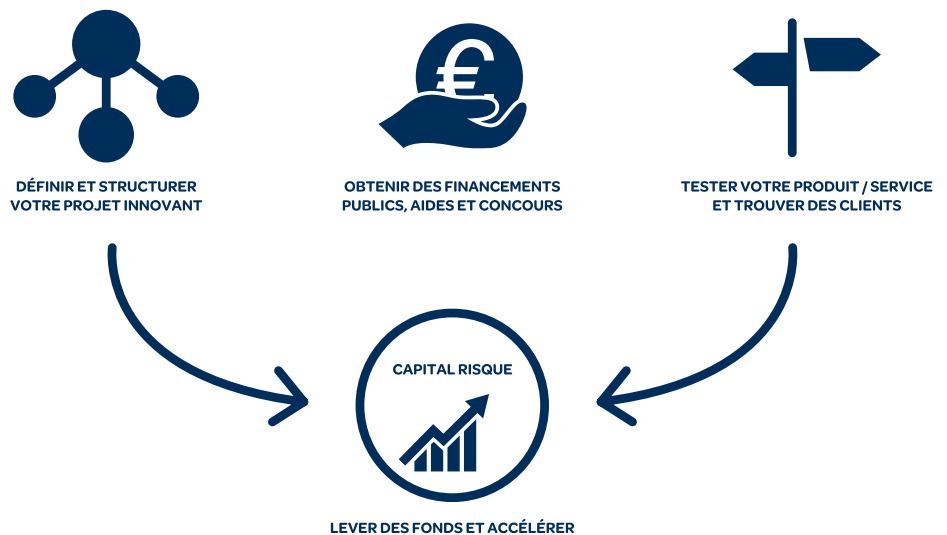 DÉFINIR ET STRUCTURER
VOTRE PROJET INNOVANT
OBTENIR DES FINANCEMENTS
PUBLICS, AIDES ET CONCOURS
TESTER VOTRE PRODUIT / SERVICE
ET TROUVER DES CLIENTS
CAPITAL RISQUE
LEVER DES FONDS ET ACCÉLÉRER